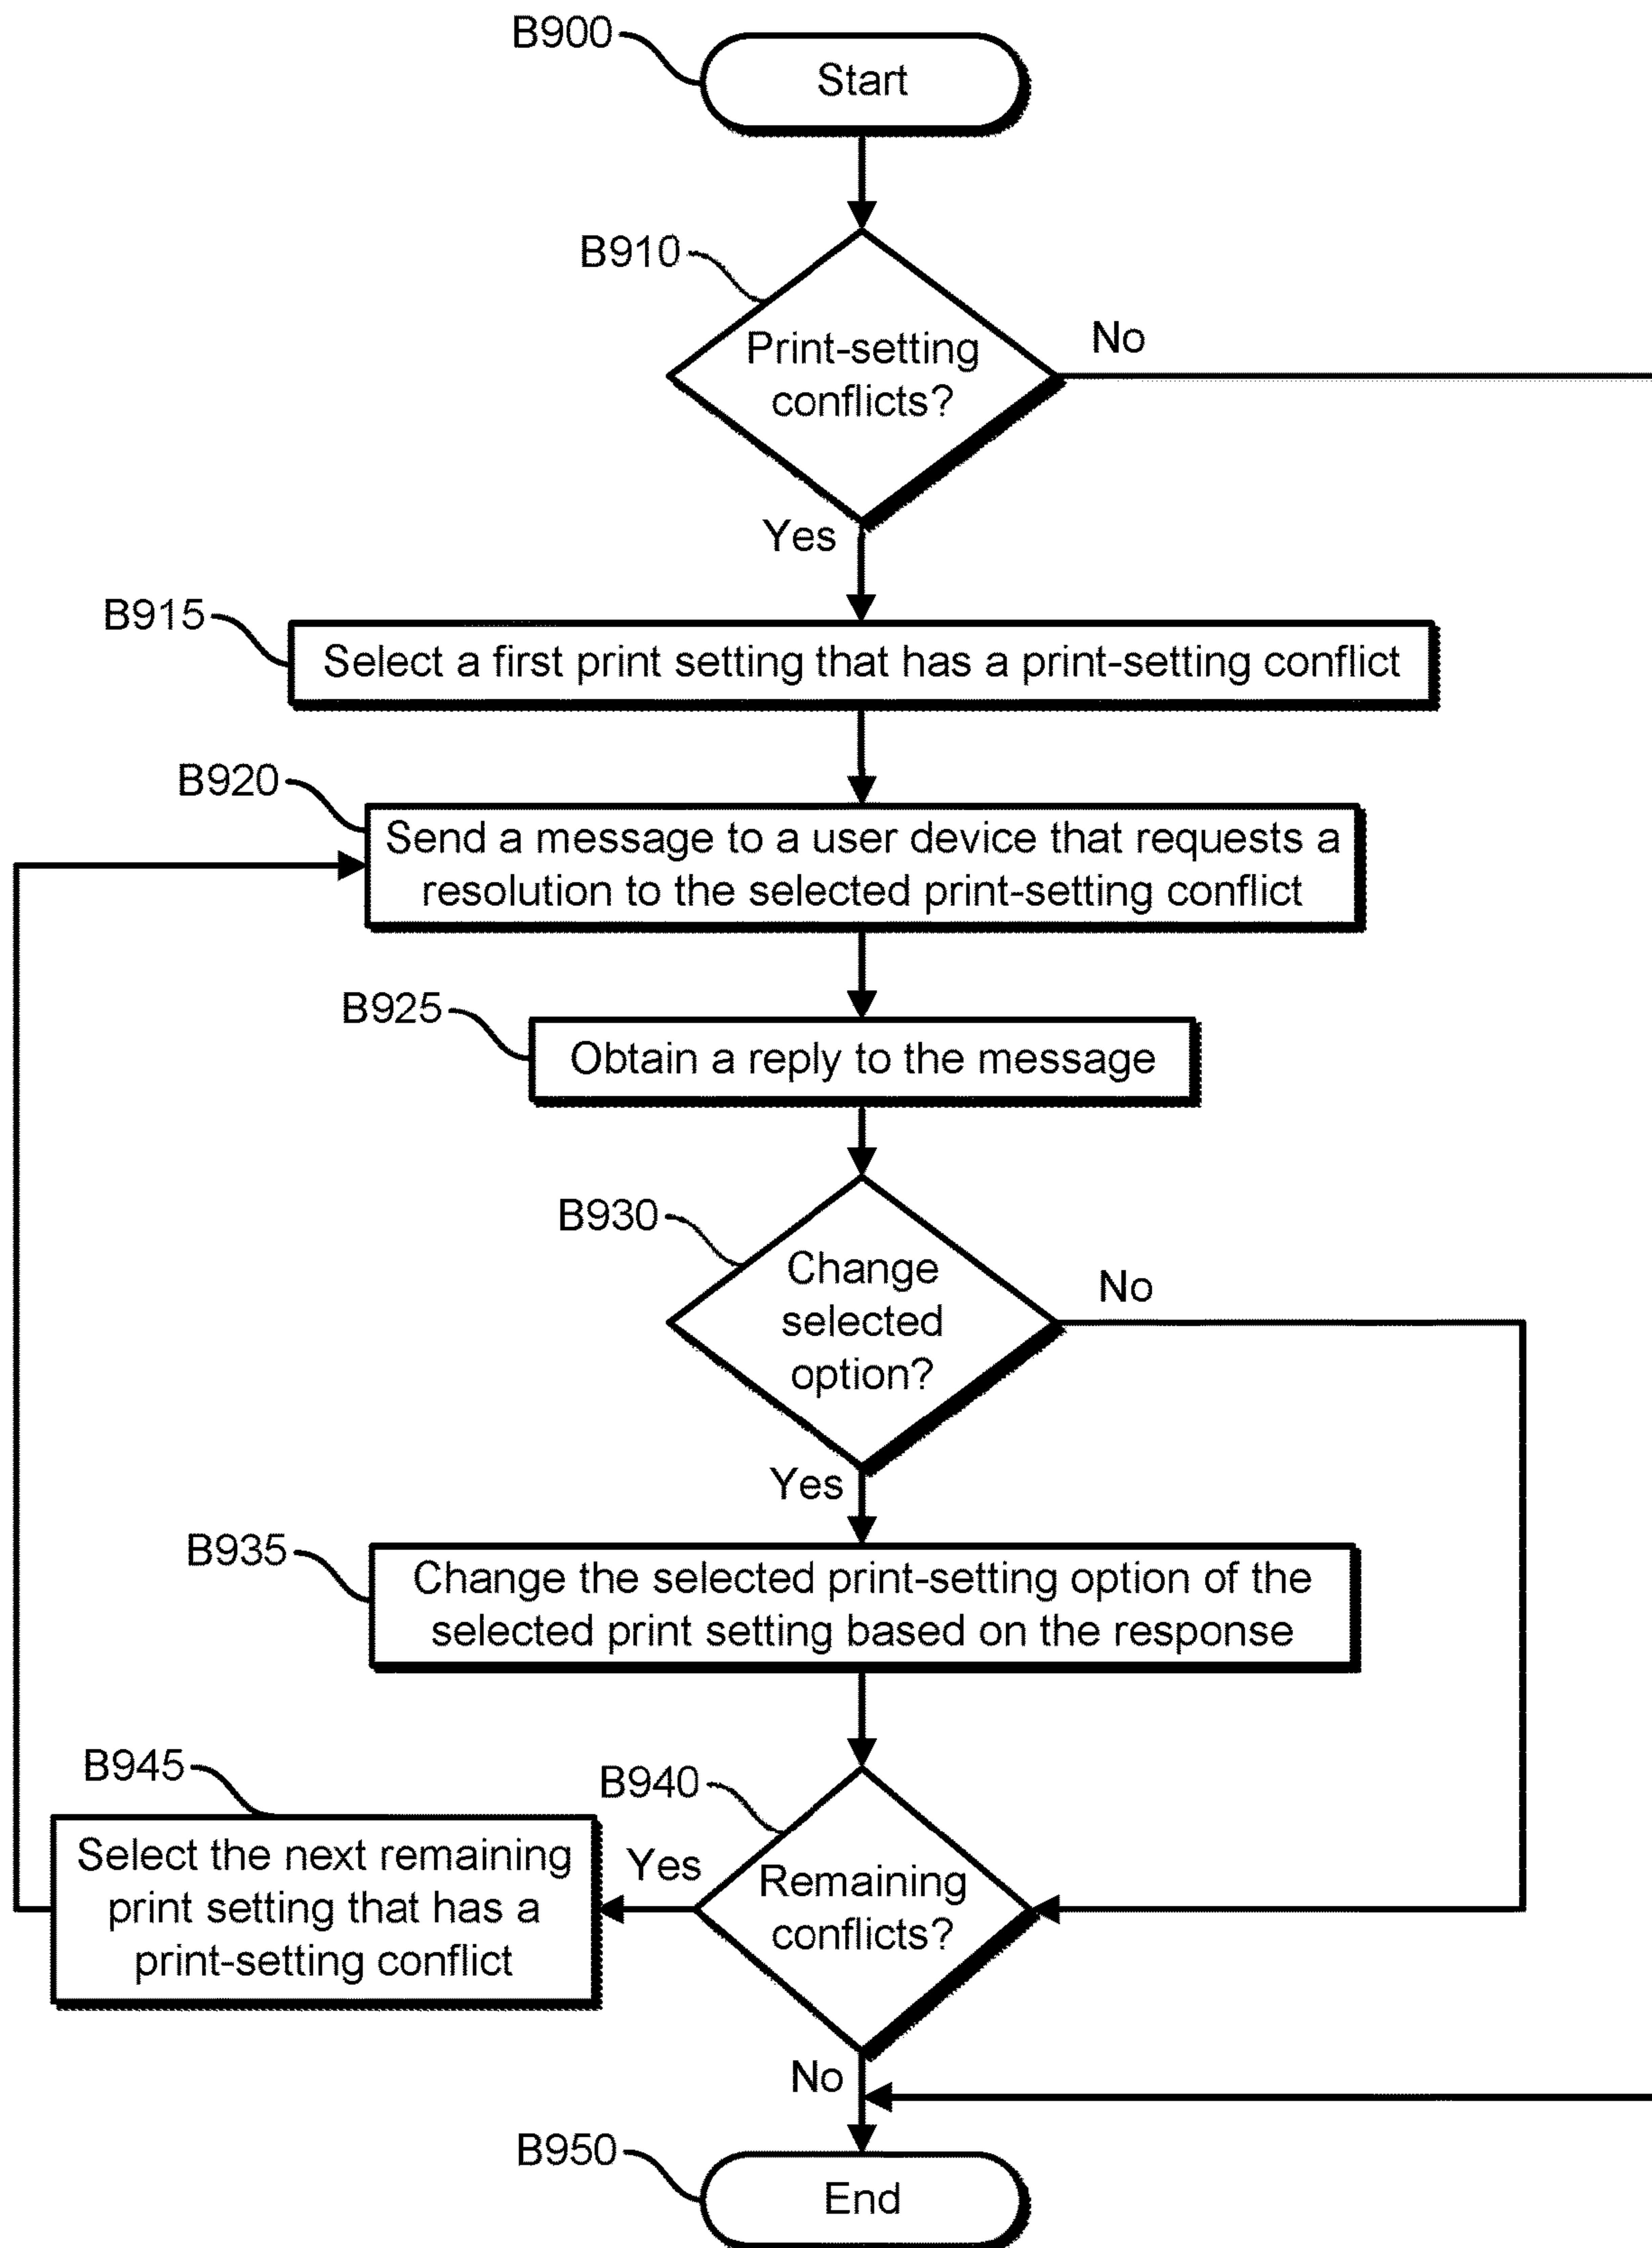 B900
Start
B910
Print-setting
conflicts?
No
Yes
B915
Select a first print setting that has a print-setting conflict
B920
Send a message to a user device that requests a
resolution to the selected print-setting conflict
B925
Obtain a reply to the message
B930
Change
selected
option?
No
Yes
B935
Change the selected print-setting option of the
selected print setting based on the response
B945
Select the next remaining
print setting that has a
print-setting conflict
Yes
B940
Remaining
conflicts?
No
B950
End